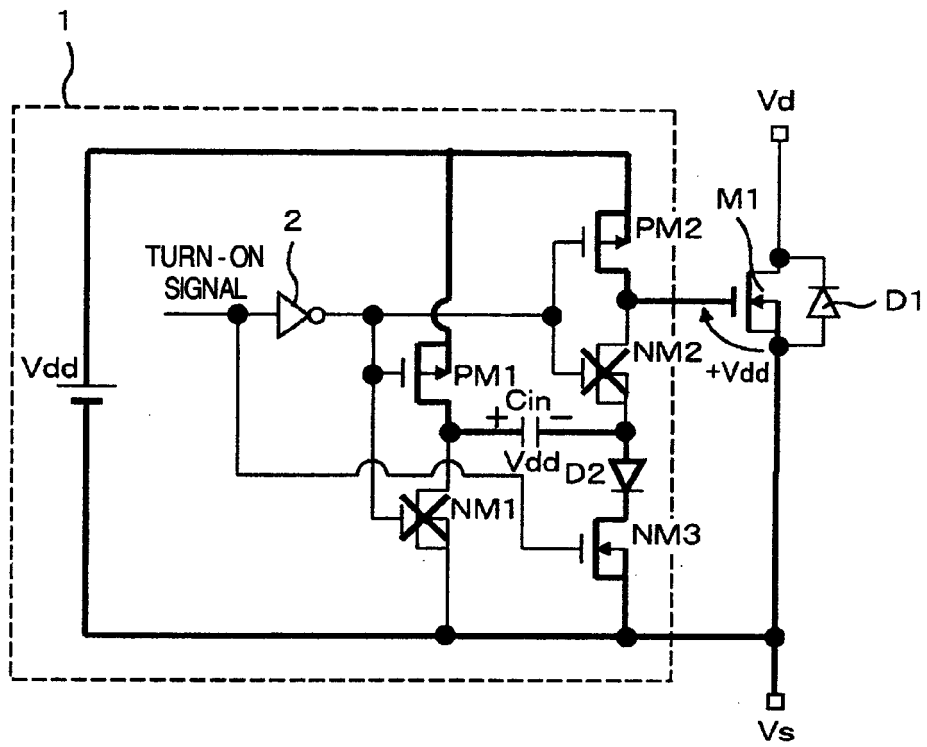 1
Vd
M1
2
PM2
TURN-ON
SIGNAL
D1
Vdd
PM1
NM2
+Vdd
+ Cin −
Vdd
D2
NM1
NM3
Vs